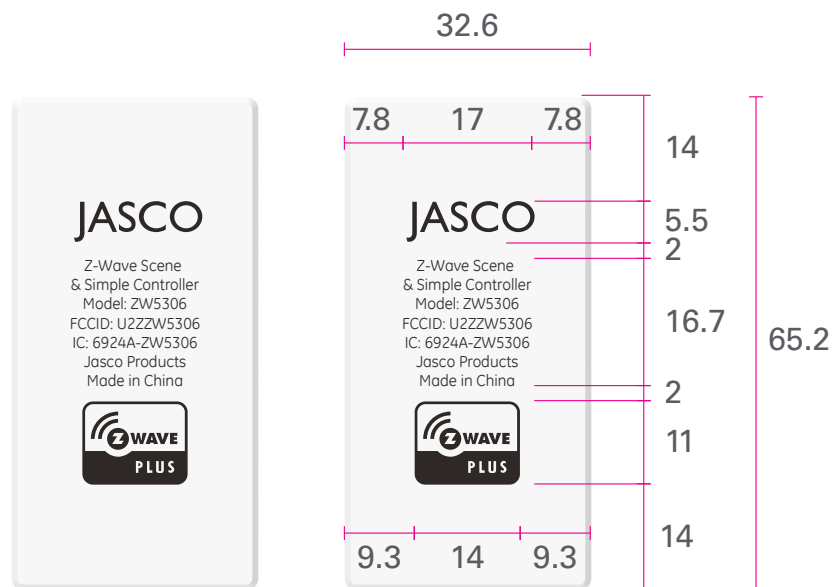 32.6
JASCO
Z-Wave Scene
& Simple Controller
Model: ZW5306
FCCID: U2ZZW5306
IC: 6924A-ZW5306
Jasco Products
Made in China
Z WAVE
PLUS
7.8 17 7.8
JASCO
Z-Wave Scene
& Simple Controller
Model: ZW5306
FCCID: U2ZZW5306
IC: 6924A-ZW5306
Jasco Products
Made in China
Z WAVE
PLUS
9.3 14 9.3
14
5.5
2
16.7
2
11
14
65.2